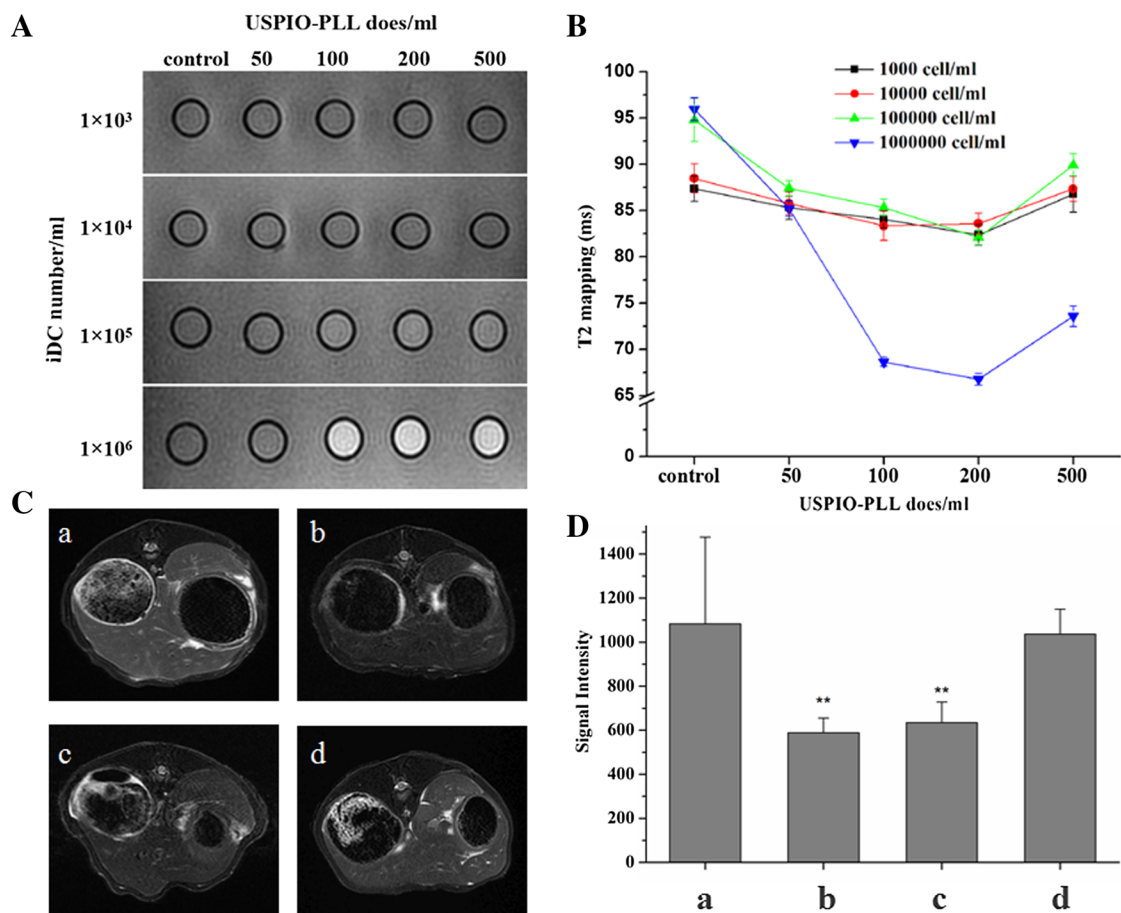 A
USPIO-PLL does/ml
control 50 100 200 500
iDC number/ml
1×10³
1×10⁴
1×10⁵
1×10⁶
B
1000 cell/ml
10000 cell/ml
100000 cell/ml
1000000 cell/ml
T2 mapping (ms)
100
95
90
85
80
75
70
65
0
control 50 100 200 500
USPIO-PLL does/ml
C
a
b
c
d
D
Signal Intensity
1400
1200
1000
800
600
400
200
0
**
**
a b c d